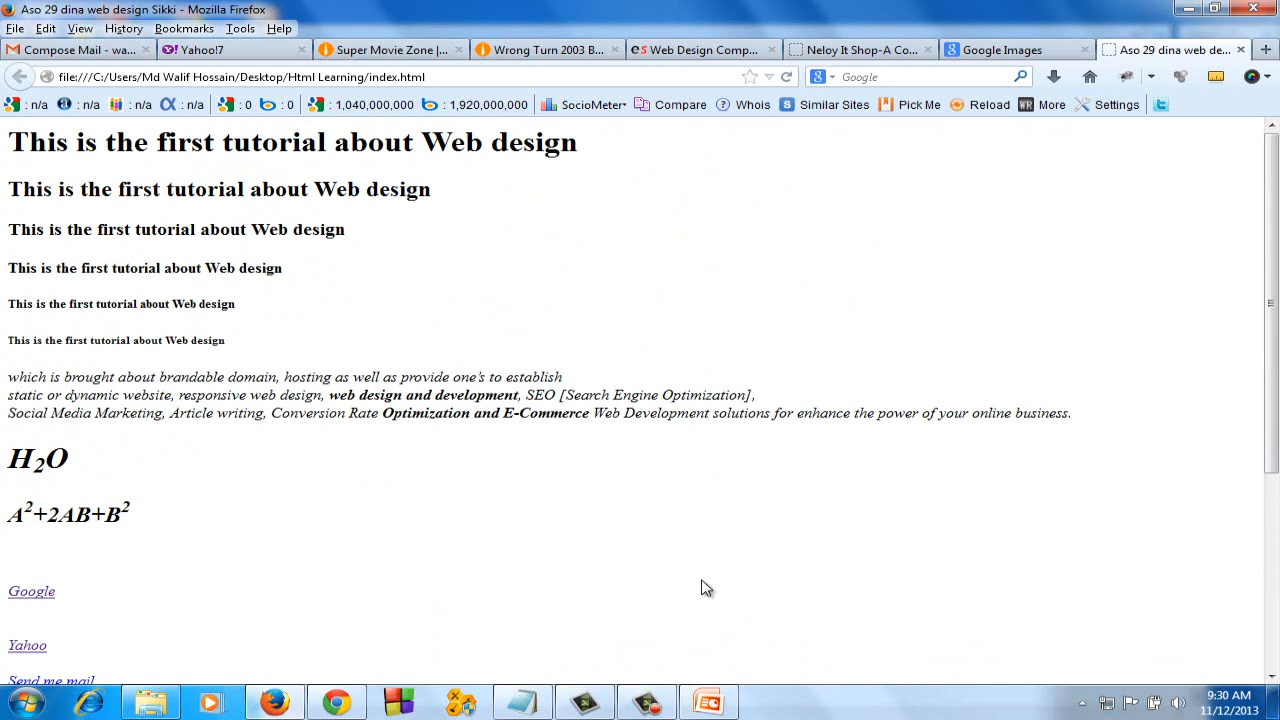 Aso 29 dina web design Sikki - Mozilla Firefox
File Edit View History Bookmarks Tools Help
Compose Mail - wa... × Yahoo!7 × Super Movie Zone |... × Wrong Turn 2003 B... × eS Web Design Comp... × Neloy It Shop-A Co... × Google Images × Aso 29 dina web de... ×
file:///C:/Users/Md Walif Hossain/Desktop/Html Learning/index.html Google
: n/a : n/a : n/a : n/a : 0 : 0 : 1,040,000,000 : 1,920,000,000 SocioMeter Compare Whois Similar Sites Pick Me Reload WR More Settings
This is the first tutorial about Web design
This is the first tutorial about Web design
This is the first tutorial about Web design
This is the first tutorial about Web design
This is the first tutorial about Web design
This is the first tutorial about Web design
which is brought about brandable domain, hosting as well as provide one's to establish
static or dynamic website, responsive web design, web design and development, SEO [Search Engine Optimization],
Social Media Marketing, Article writing, Conversion Rate Optimization and E-Commerce Web Development solutions for enhance the power of your online business.
H₂O
A²+2AB+B²
Google
Yahoo
Send me mail
9:30 AM
11/12/2013